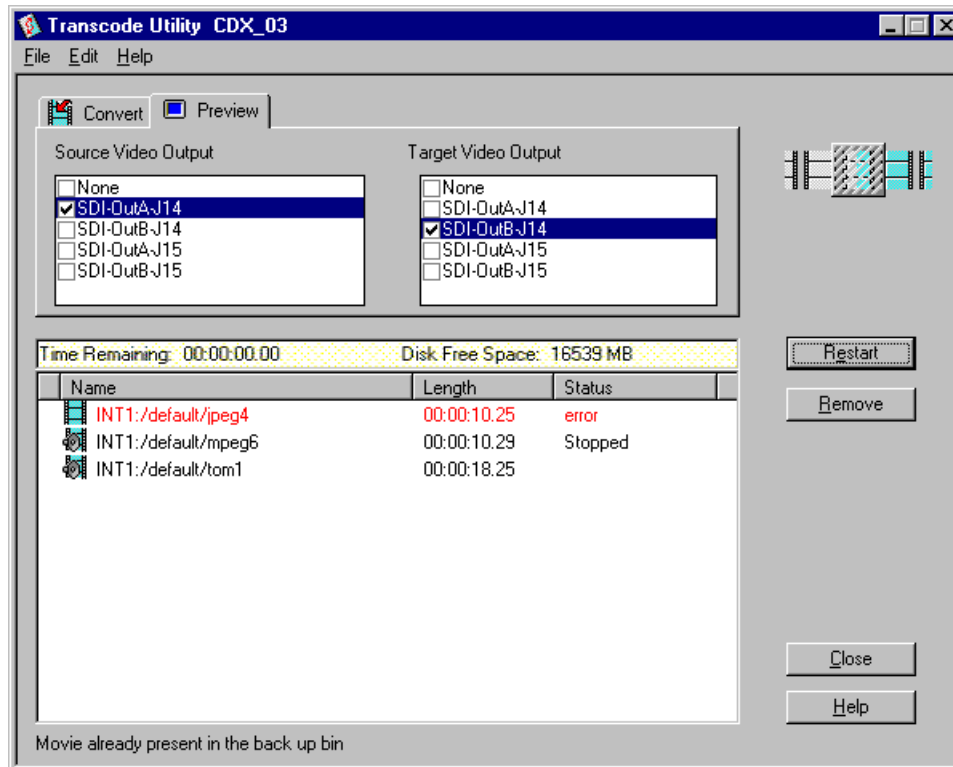 Transcode Utility CDX_03
File Edit Help
Convert Preview
Source Video Output
None
SDI-OutA-J14
SDI-OutB-J14
SDI-OutA-J15
SDI-OutB-J15
Target Video Output
None
SDI-OutA-J14
SDI-OutB-J14
SDI-OutA-J15
SDI-OutB-J15
Time Remaining: 00:00:00.00 Disk Free Space: 16539 MB
Name Length Status
INT1:/default/jpeg4 00:00:10.25 error
INT1:/default/mpeg6 00:00:10.29 Stopped
INT1:/default/tom1 00:00:18.25
Restart
Remove
Close
Help
Movie already present in the back up bin